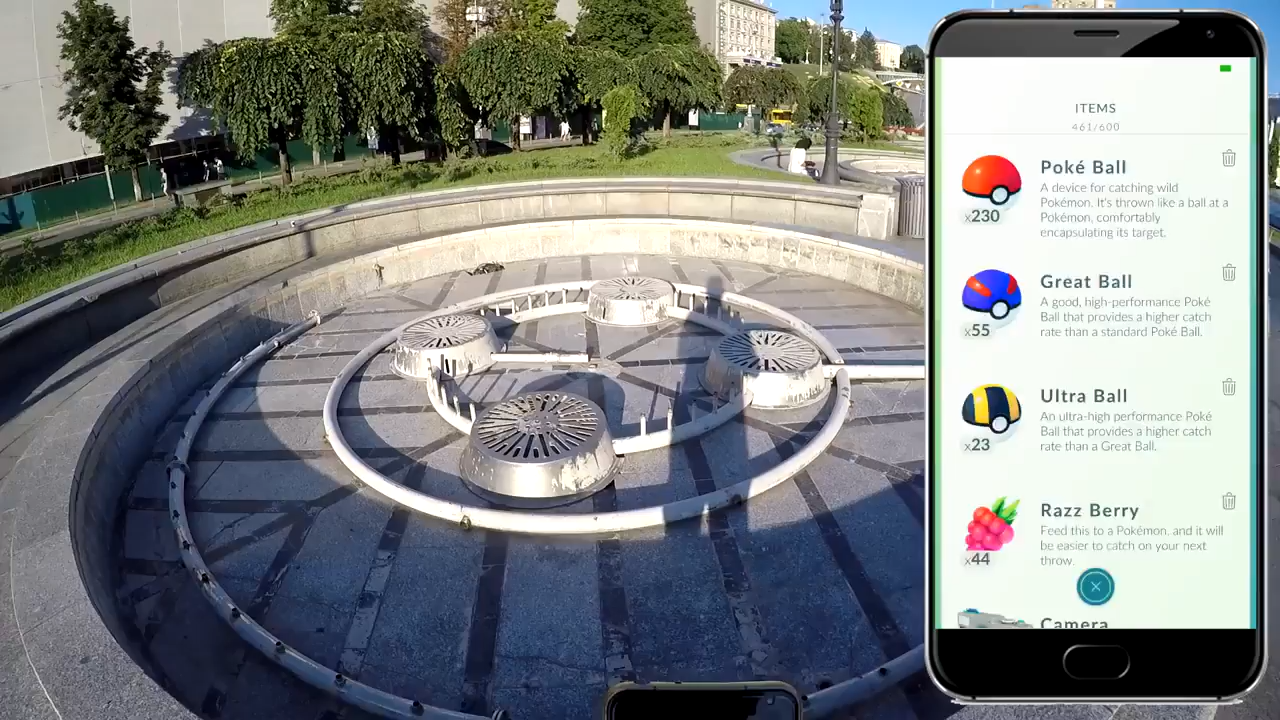 ITEMS
461/600
Poké Ball
A device for catching wild
Pokémon. It's thrown like a ball at a
Pokémon, comfortably
encapsulating its target.
x230
Great Ball
A good, high-performance Poké
Ball that provides a higher catch
rate than a standard Poké Ball.
x55
Ultra Ball
An ultra-high performance Poké
Ball that provides a higher catch
rate than a Great Ball.
x23
Razz Berry
Feed this to a Pokémon, and it will
be easier to catch on your next
throw.
x44
Camera